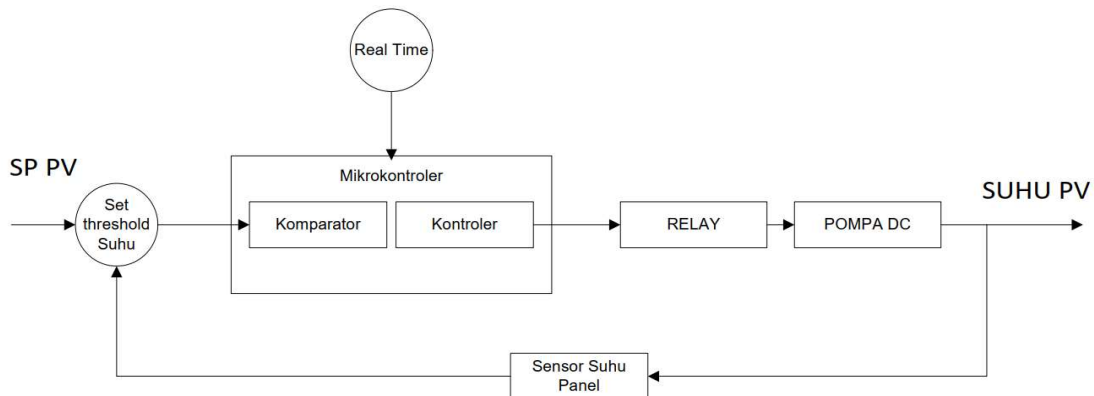 Real Time
SP PV
Set
threshold
Suhu
Mikrokontroler
Komparator
Kontroler
RELAY
POMPA DC
SUHU PV
Sensor Suhu
Panel